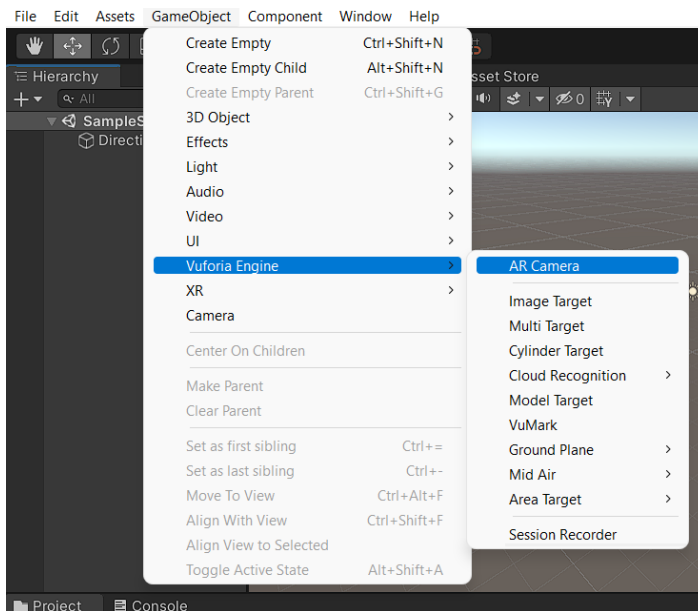 File Edit Assets GameObject Component Window Help
Hierarchy
All
SampleS
Directi
Create Empty Ctrl+Shift+N
Create Empty Child Alt+Shift+N
Create Empty Parent Ctrl+Shift+G
3D Object
Effects
Light
Audio
Video
UI
Vuforia Engine
XR
Camera
Center On Children
Make Parent
Clear Parent
Set as first sibling Ctrl+=
Set as last sibling Ctrl+-
Move To View Ctrl+Alt+F
Align With View Ctrl+Shift+F
Align View to Selected
Toggle Active State Alt+Shift+A
sset Store
0
AR Camera
Image Target
Multi Target
Cylinder Target
Cloud Recognition
Model Target
VuMark
Ground Plane
Mid Air
Area Target
Session Recorder
Project Console